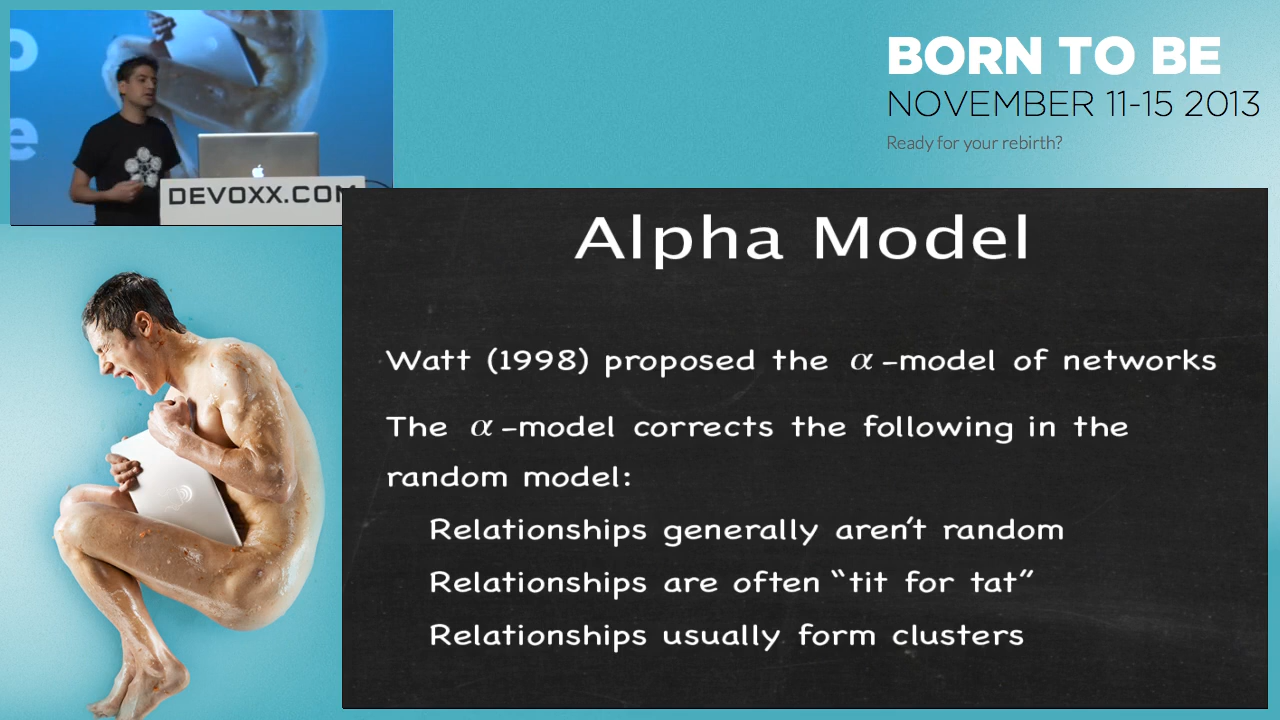 BORN TO BE
NOVEMBER 11-15 2013
Ready for your rebirth?
DEVOXX.COM
Alpha Model
Watt (1998) proposed the α-model of networks
The α-model corrects the following in the
random model:
Relationships generally aren't random
Relationships are often “tit for tat”
Relationships usually form clusters